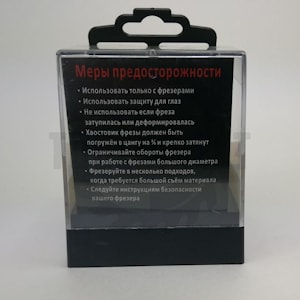 Меры предосторожности
• Использовать только с фрезерами
• Использовать защиту для глаз
• Не использовать если фреза
затупилась или деформировалась
• Хвостовик фрезы должен быть
погружён в цангу на ¾ и крепко затянут
• Ограничивайте обороты фрезера
при работе с фрезами большого диаметра
• Фрезеруйте в несколько подходов,
когда требуется большой съём материала
• Следуйте инструкциям безопасности
вашего фрезера